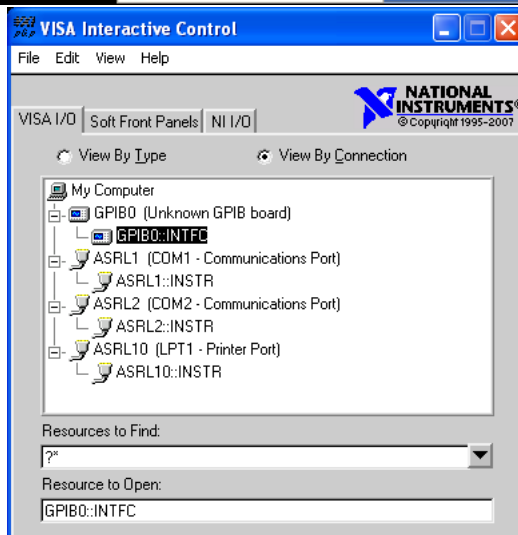 VISA Interactive Control
File Edit View Help
NATIONAL
INSTRUMENTS®
© Copyright 1995-2007
VISA I/O Soft Front Panels NI I/O
View By Type View By Connection
My Computer
GPIB0 (Unknown GPIB board)
GPIB0::INTFC
ASRL1 (COM1 - Communications Port)
ASRL1::INSTR
ASRL2 (COM2 - Communications Port)
ASRL2::INSTR
ASRL10 (LPT1 - Printer Port)
ASRL10::INSTR
Resources to Find:
?*
Resource to Open:
GPIB0::INTFC